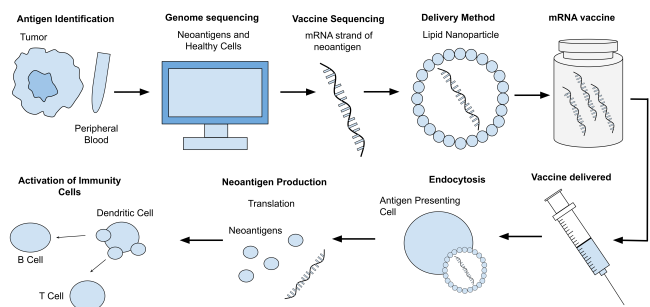 Antigen Identification
Tumor
Peripheral
Blood
Genome sequencing
Neoantigens and
Healthy Cells
Vaccine Sequencing
mRNA strand of
neoantigen
Delivery Method
Lipid Nanoparticle
mRNA vaccine
Vaccine delivered
Endocytosis
Antigen Presenting
Cell
Neoantigen Production
Translation
Neoantigens
Activation of Immunity
Cells
Dendritic Cell
B Cell
T Cell